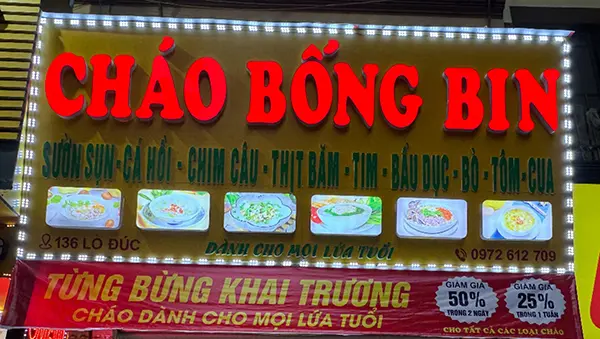 CHÁO BỐNG BIN
SƯỜN SỤN - CÁ HỒI - CHIM CÂU - THỊT BĂM - TIM - BẦU DỤC - BÒ - TÔM - CUA
136 LÒ ĐÚC
DÀNH CHO MỌI LỨA TUỔI
0972 612 709
TỪNG BỪNG KHAI TRƯƠNG
CHÁO DÀNH CHO MỌI LỨA TUỔI
GIẢM GIÁ
50%
TRONG 2 NGÀY
GIẢM GIÁ
25%
TRONG 1 TUẦN
CHO TẤT CẢ CÁC LOẠI CHÁO